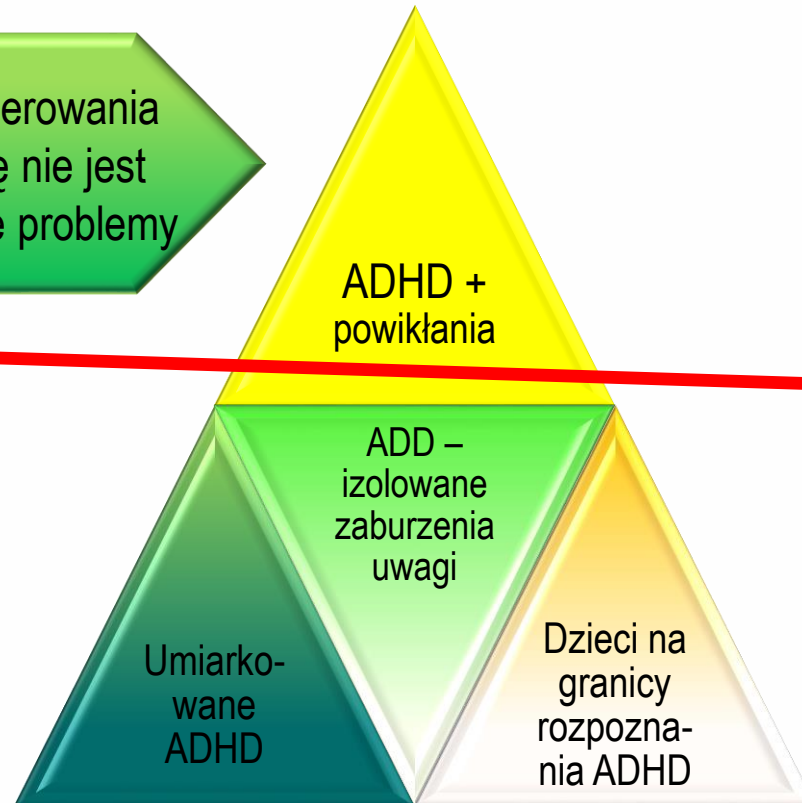 erowania
ę nie jest
e problemy
ADHD +
powikłania
ADD –
izolowane
zaburzenia
uwagi
Umiarko-
wane
ADHD
Dzieci na
granicy
rozpozna-
nia ADHD